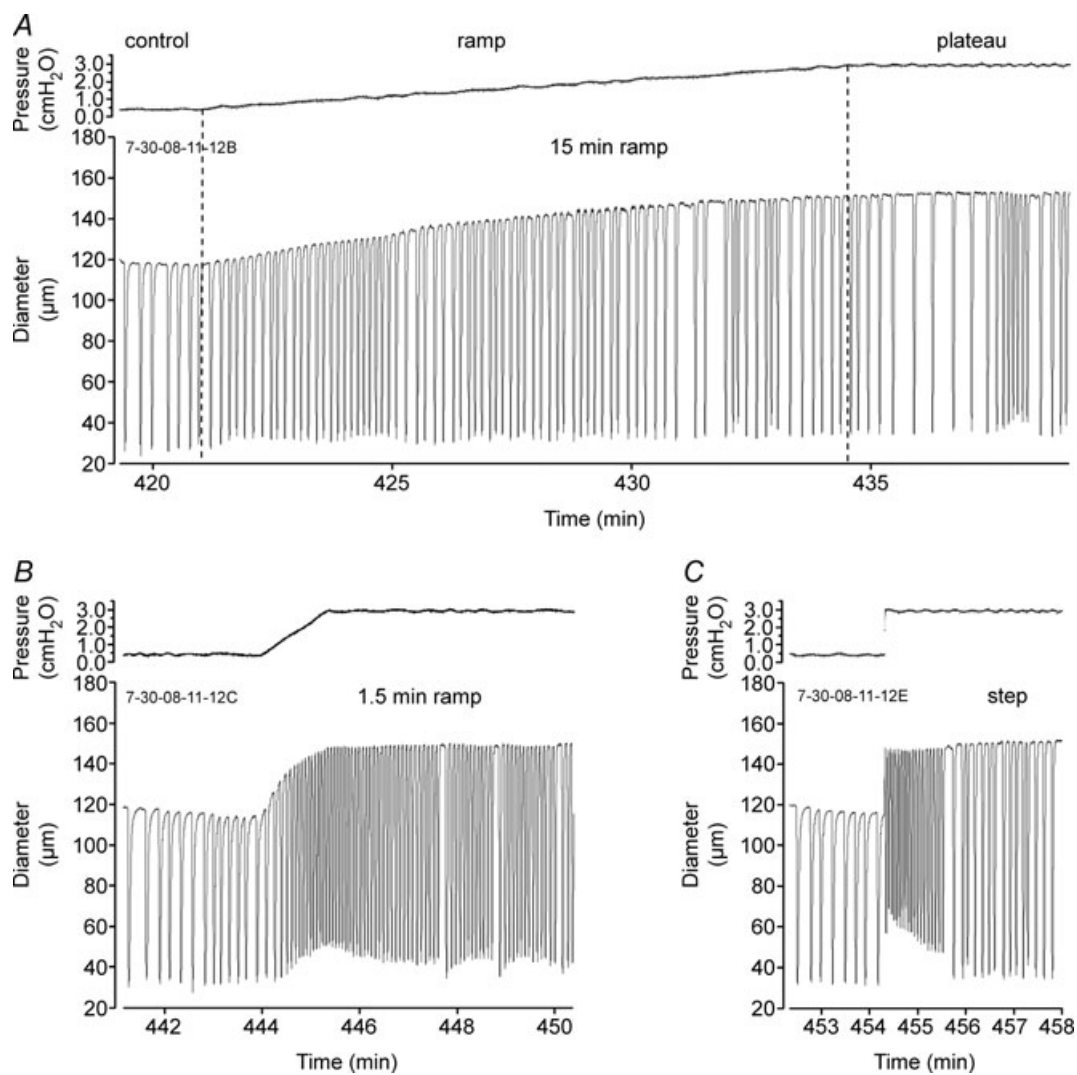 A
control ramp plateau
Pressure
(cmH2O)
3.0
2.0
1.0
0.0
7-30-08-11-12B
15 min ramp
Diameter
(µm)
180
160
140
120
100
80
60
40
20
420 425 430 435
Time (min)
B
Pressure
(cmH2O)
3.0
2.0
1.0
0.0
7-30-08-11-12C
1.5 min ramp
Diameter
(µm)
180
160
140
120
100
80
60
40
20
442 444 446 448 450
Time (min)
C
Pressure
(cmH2O)
3.0
2.0
1.0
0.0
7-30-08-11-12E
step
Diameter
(µm)
180
160
140
120
100
80
60
40
20
453 454 455 456 457 458
Time (min)